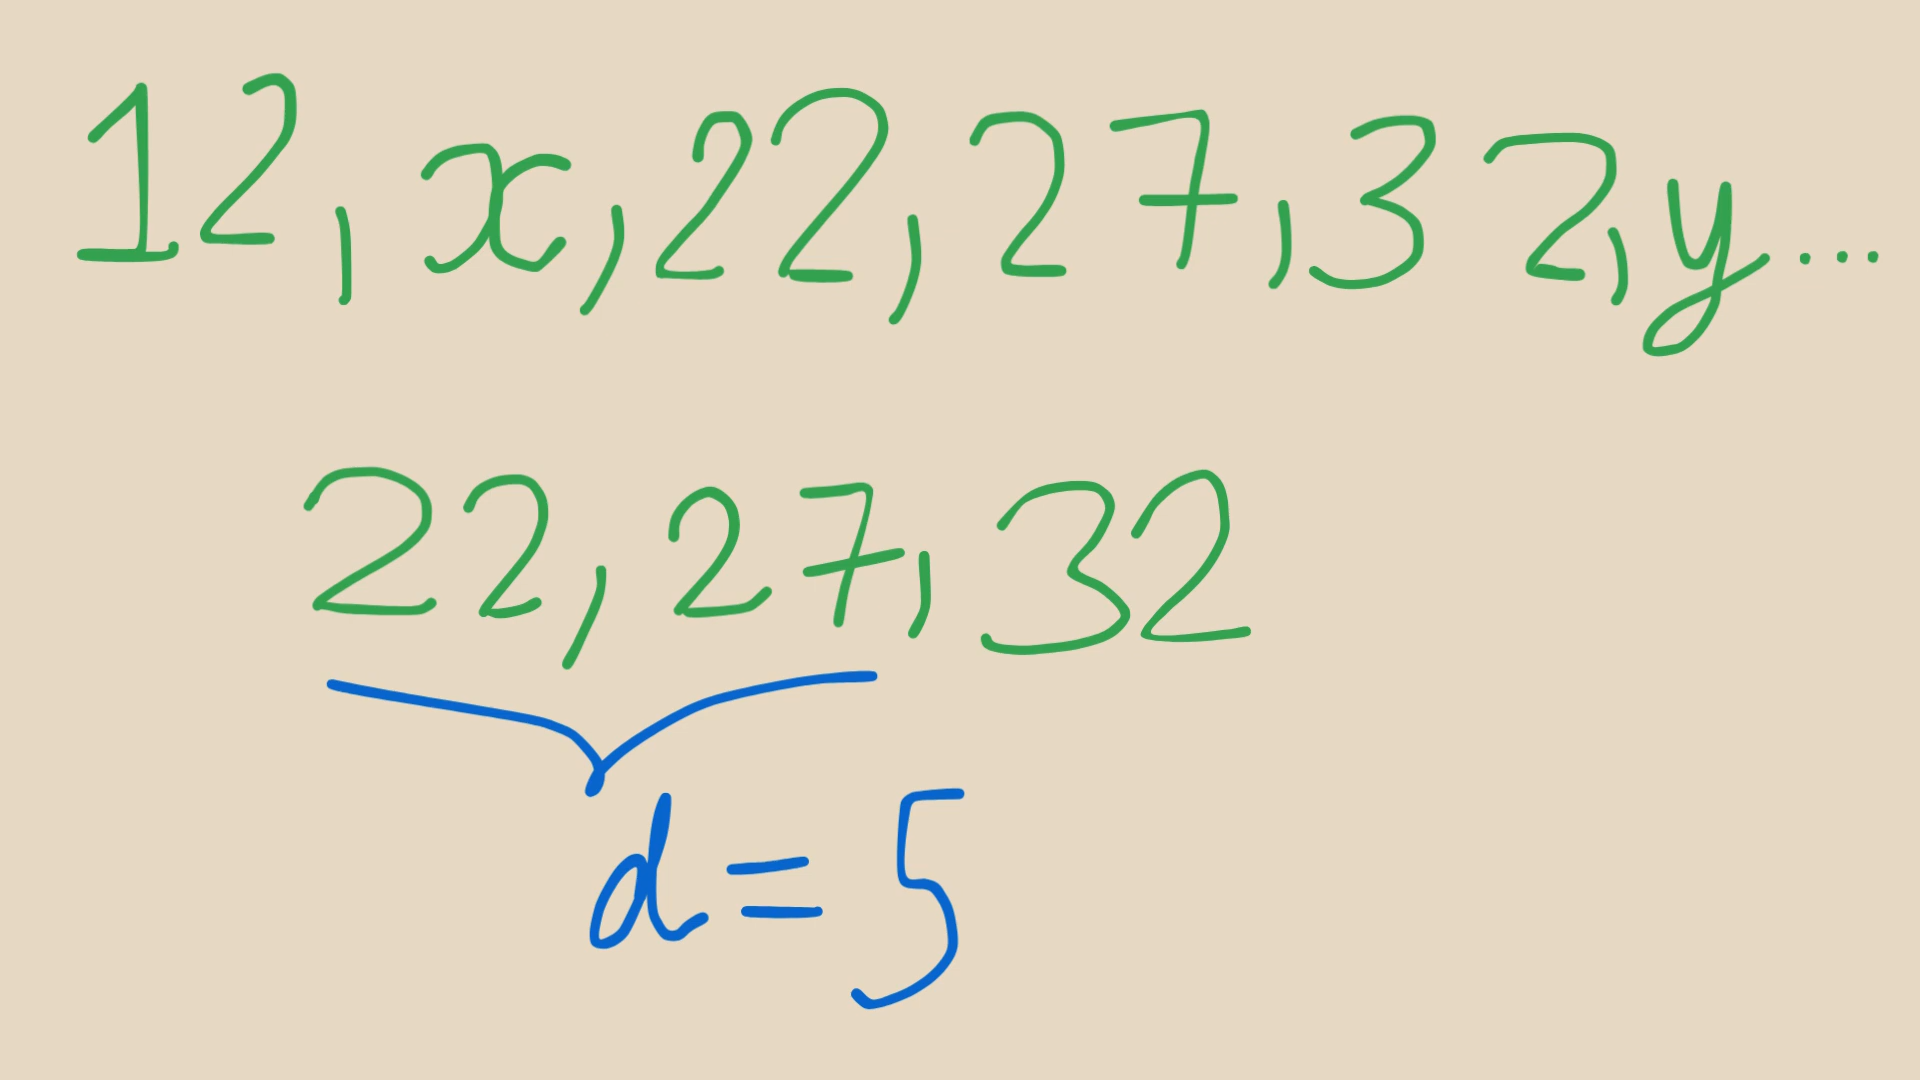 12, x, 22, 27, 32, y....
22, 27, 32
d = 5